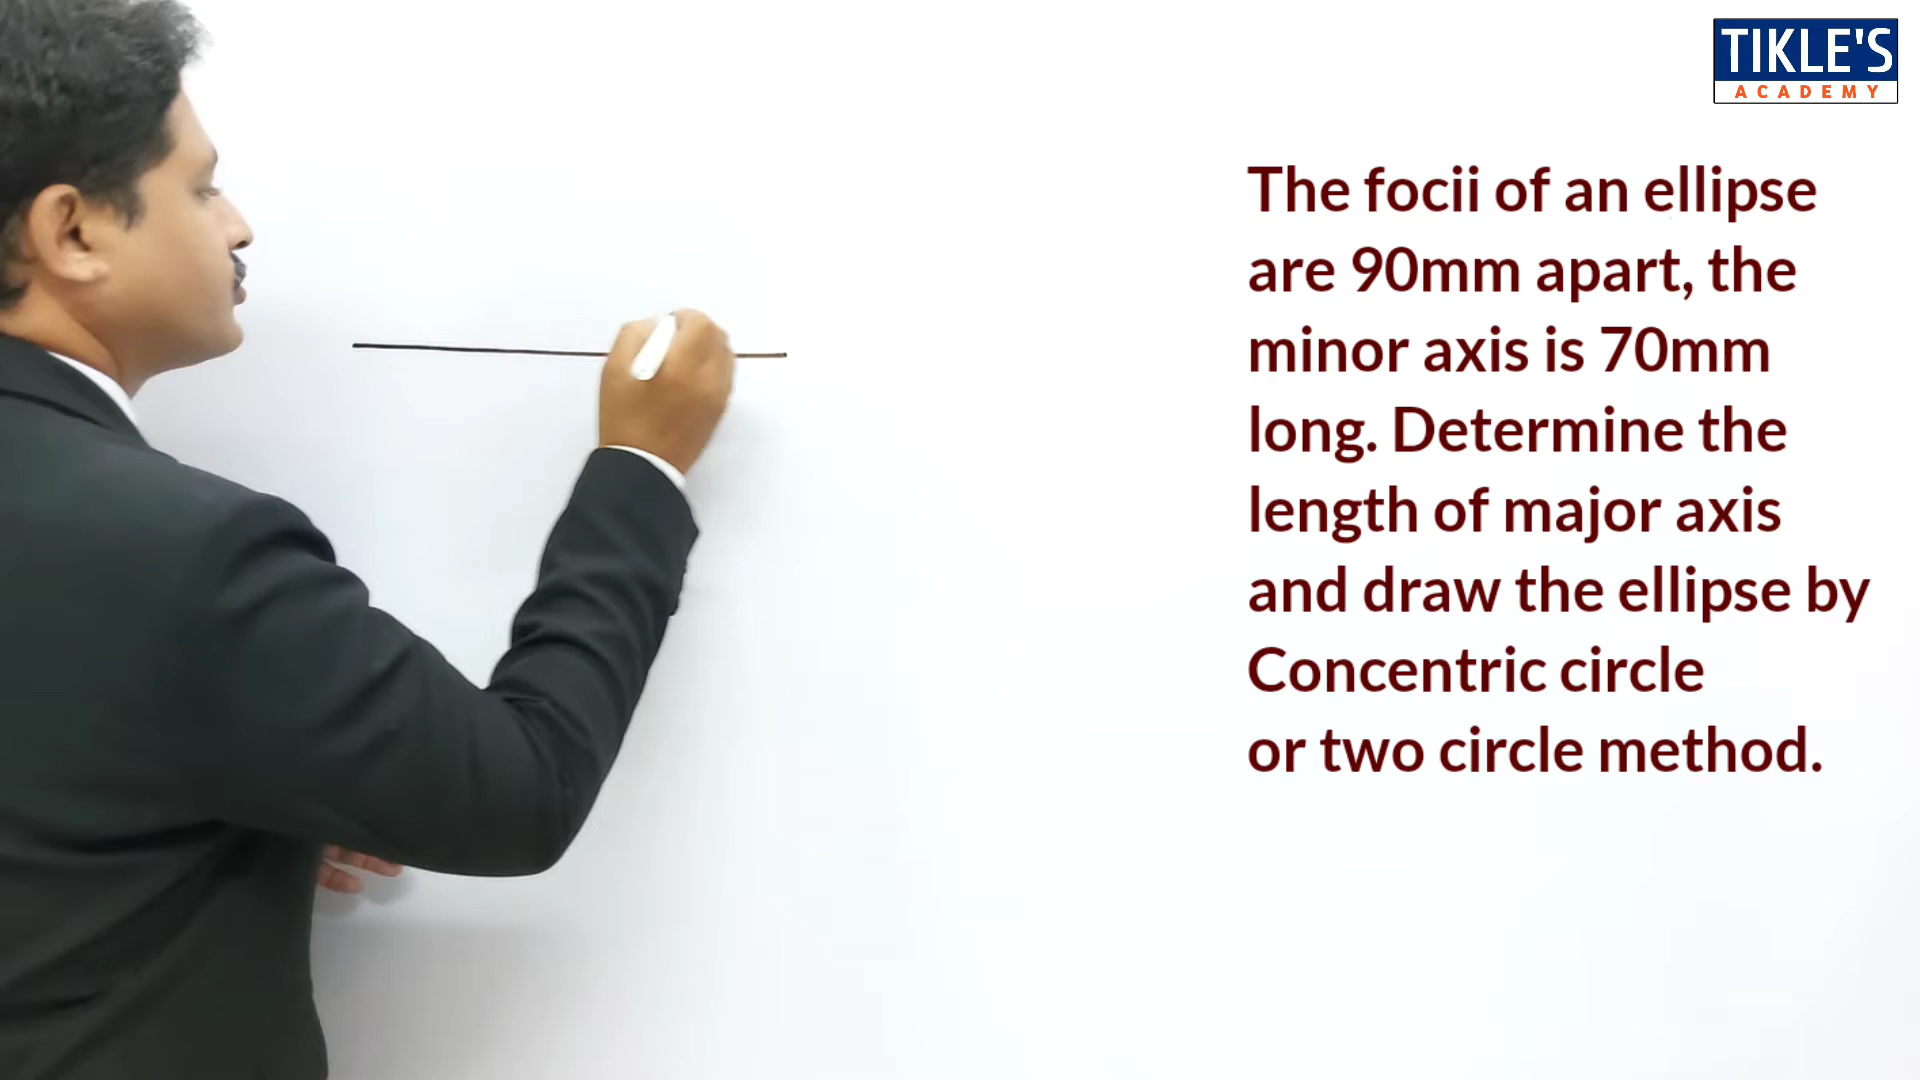 TIKLE'S
ACADEMY
The focii of an ellipse
are 90mm apart, the
minor axis is 70mm
long. Determine the
length of major axis
and draw the ellipse by
Concentric circle
or two circle method.